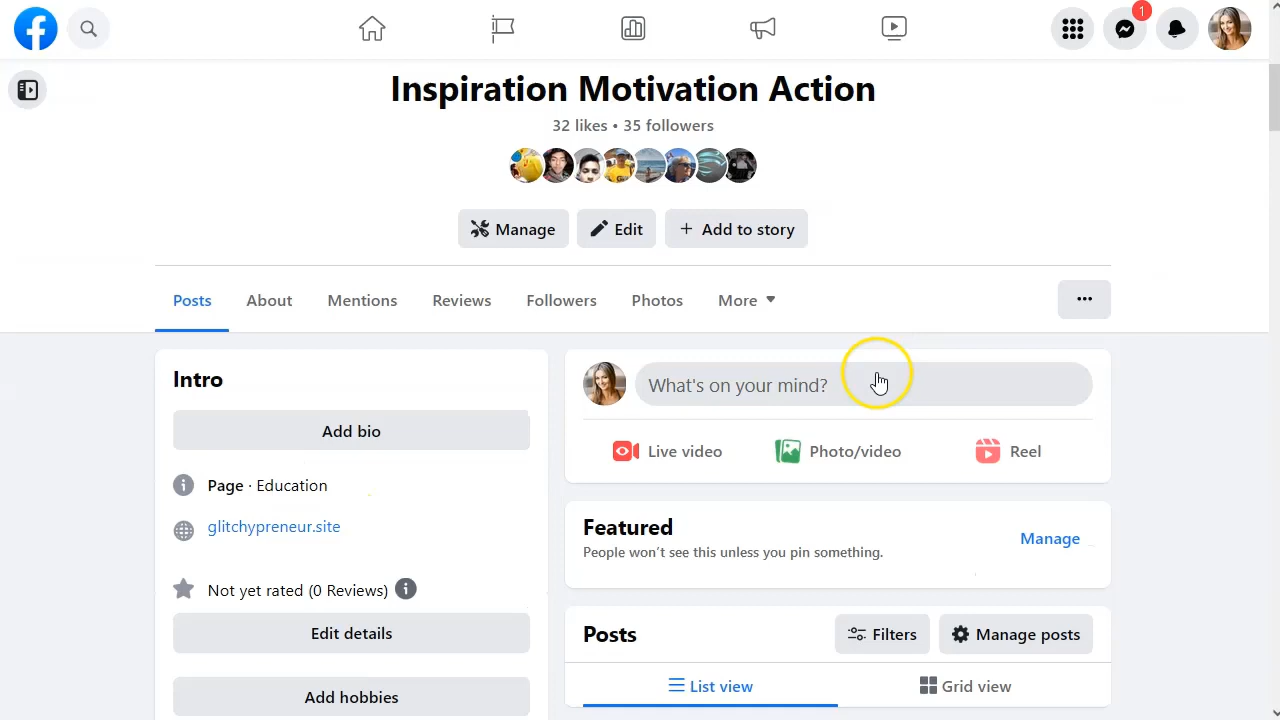 1
Inspiration Motivation Action
32 likes • 35 followers
Manage
Edit
+ Add to story
Posts
About
Mentions
Reviews
Followers
Photos
More
Intro
Add bio
Page · Education
glitchypreneur.site
Not yet rated (0 Reviews)
Edit details
Add hobbies
What's on your mind?
Live video
Photo/video
Reel
Featured
People won't see this unless you pin something.
Manage
Posts
Filters
Manage posts
List view
Grid view